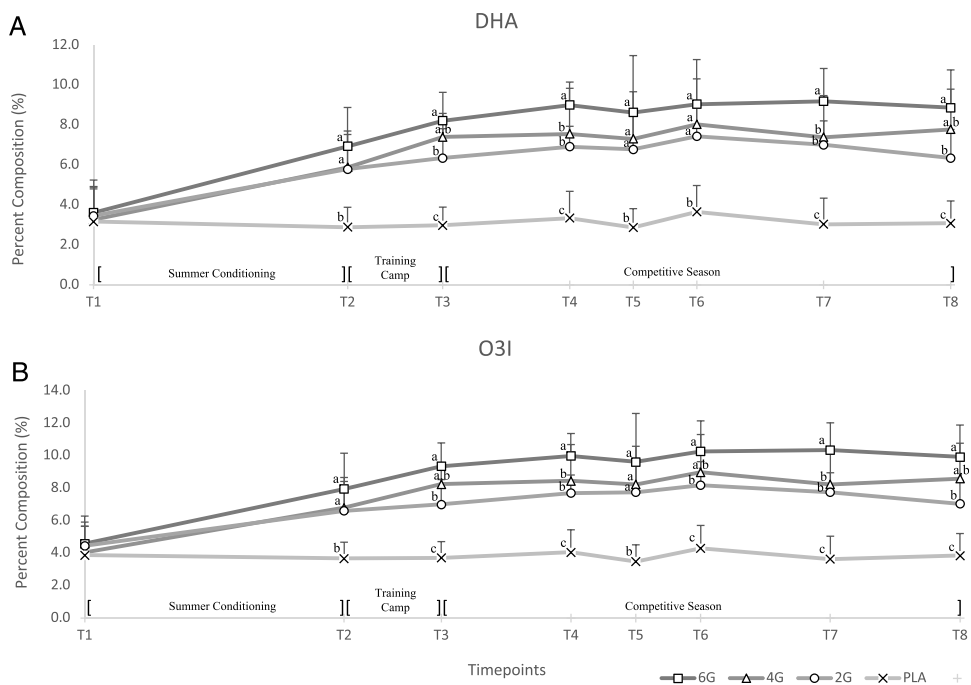 A
DHA
12.0
10.0
8.0
6.0
4.0
2.0
0.0
Percent Composition (%)
a a a a a a a
a a,b b a a b a,b
b b a a b b
b c c b b c c
[ Summer Conditioning ][ Training Camp ][ Competitive Season ]
T1 T2 T3 T4 T5 T6 T7 T8
B
O3I
14.0
12.0
10.0
8.0
6.0
4.0
2.0
0.0
Percent Composition (%)
a a a a a a a
a a,b b a a,b b a,b
b b a b b b
b c c b c c c
[ Summer Conditioning ][ Training Camp ][ Competitive Season ]
T1 T2 T3 T4 T5 T6 T7 T8
Timepoints
6G 4G 2G PLA